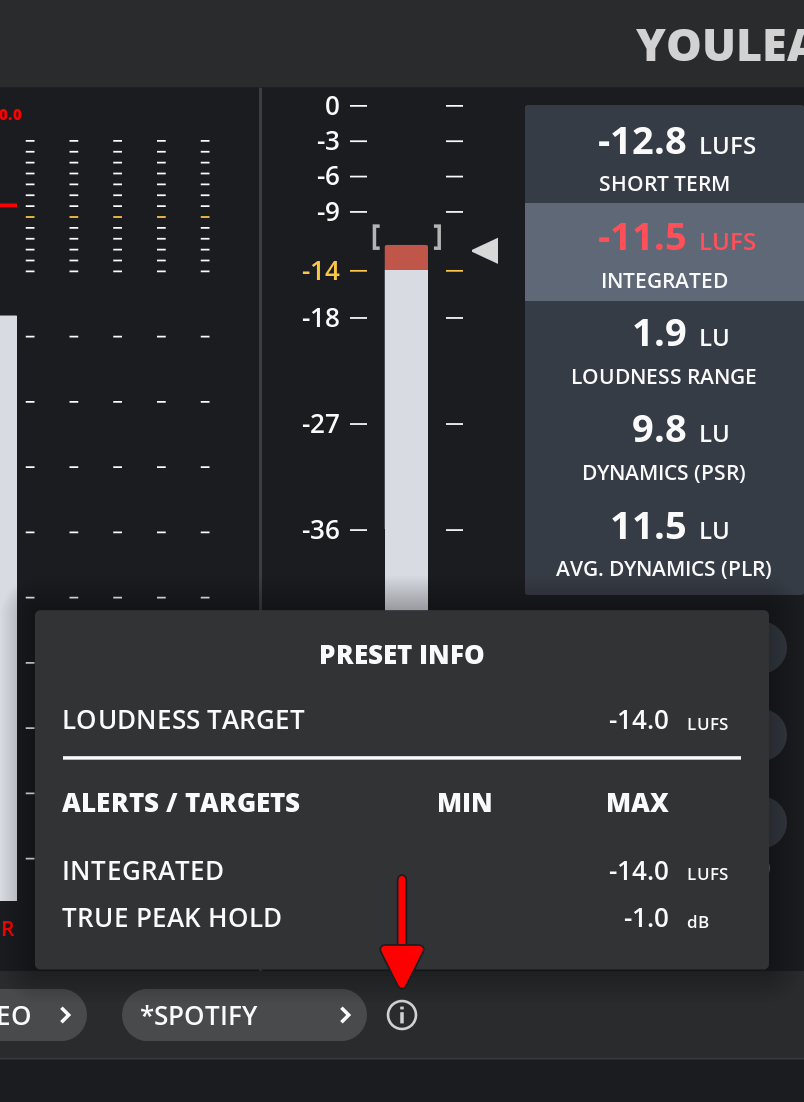 YOULEA
0.0
0
-3
-6
-9
[ ]
-14
-18
-27
-36
-12.8 LUFS
SHORT TERM
-11.5 LUFS
INTEGRATED
1.9 LU
LOUDNESS RANGE
9.8 LU
DYNAMICS (PSR)
11.5 LU
AVG. DYNAMICS (PLR)
PRESET INFO
LOUDNESS TARGET -14.0 LUFS
ALERTS / TARGETS MIN MAX
INTEGRATED -14.0 LUFS
TRUE PEAK HOLD -1.0 dB
R
EO > *SPOTIFY > i